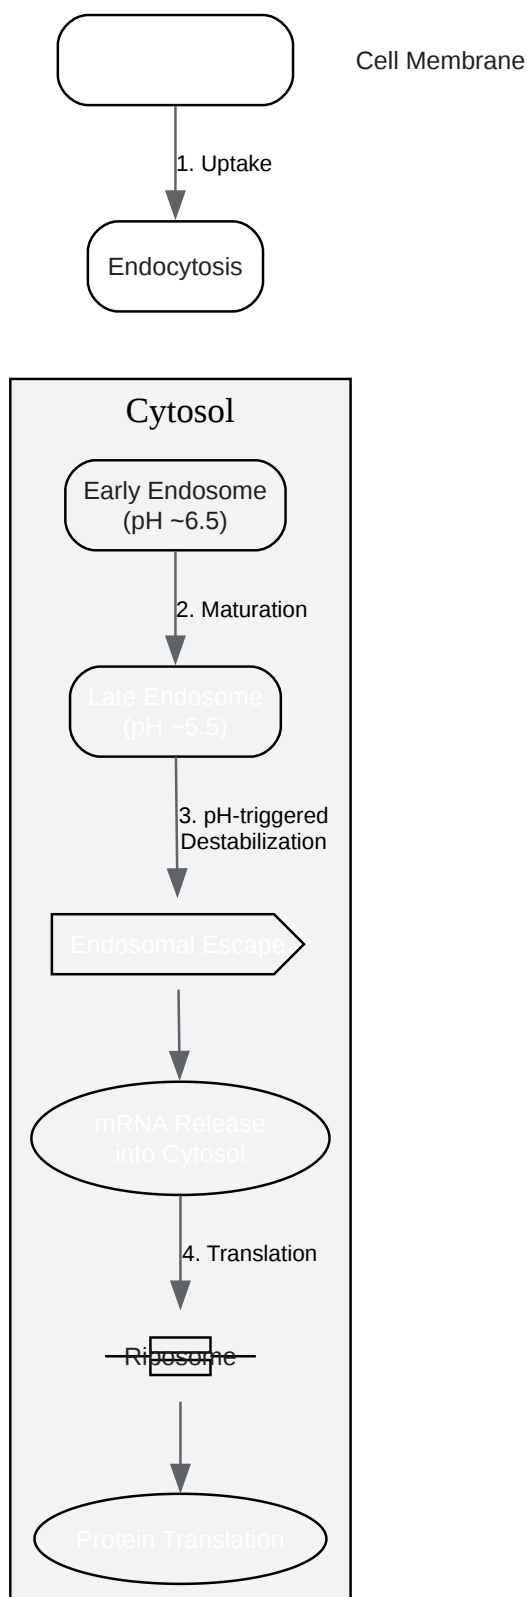 Cell Membrane
1. Uptake
Endocytosis
Cytosol
Early Endosome
(pH ~6.5)
2. Maturation
Late Endosome
(pH ~5.5)
3. pH-triggered
Destabilization
Endosomal Escape
mRNA Release
into Cytosol
4. Translation
Ribosome
Protein Translation